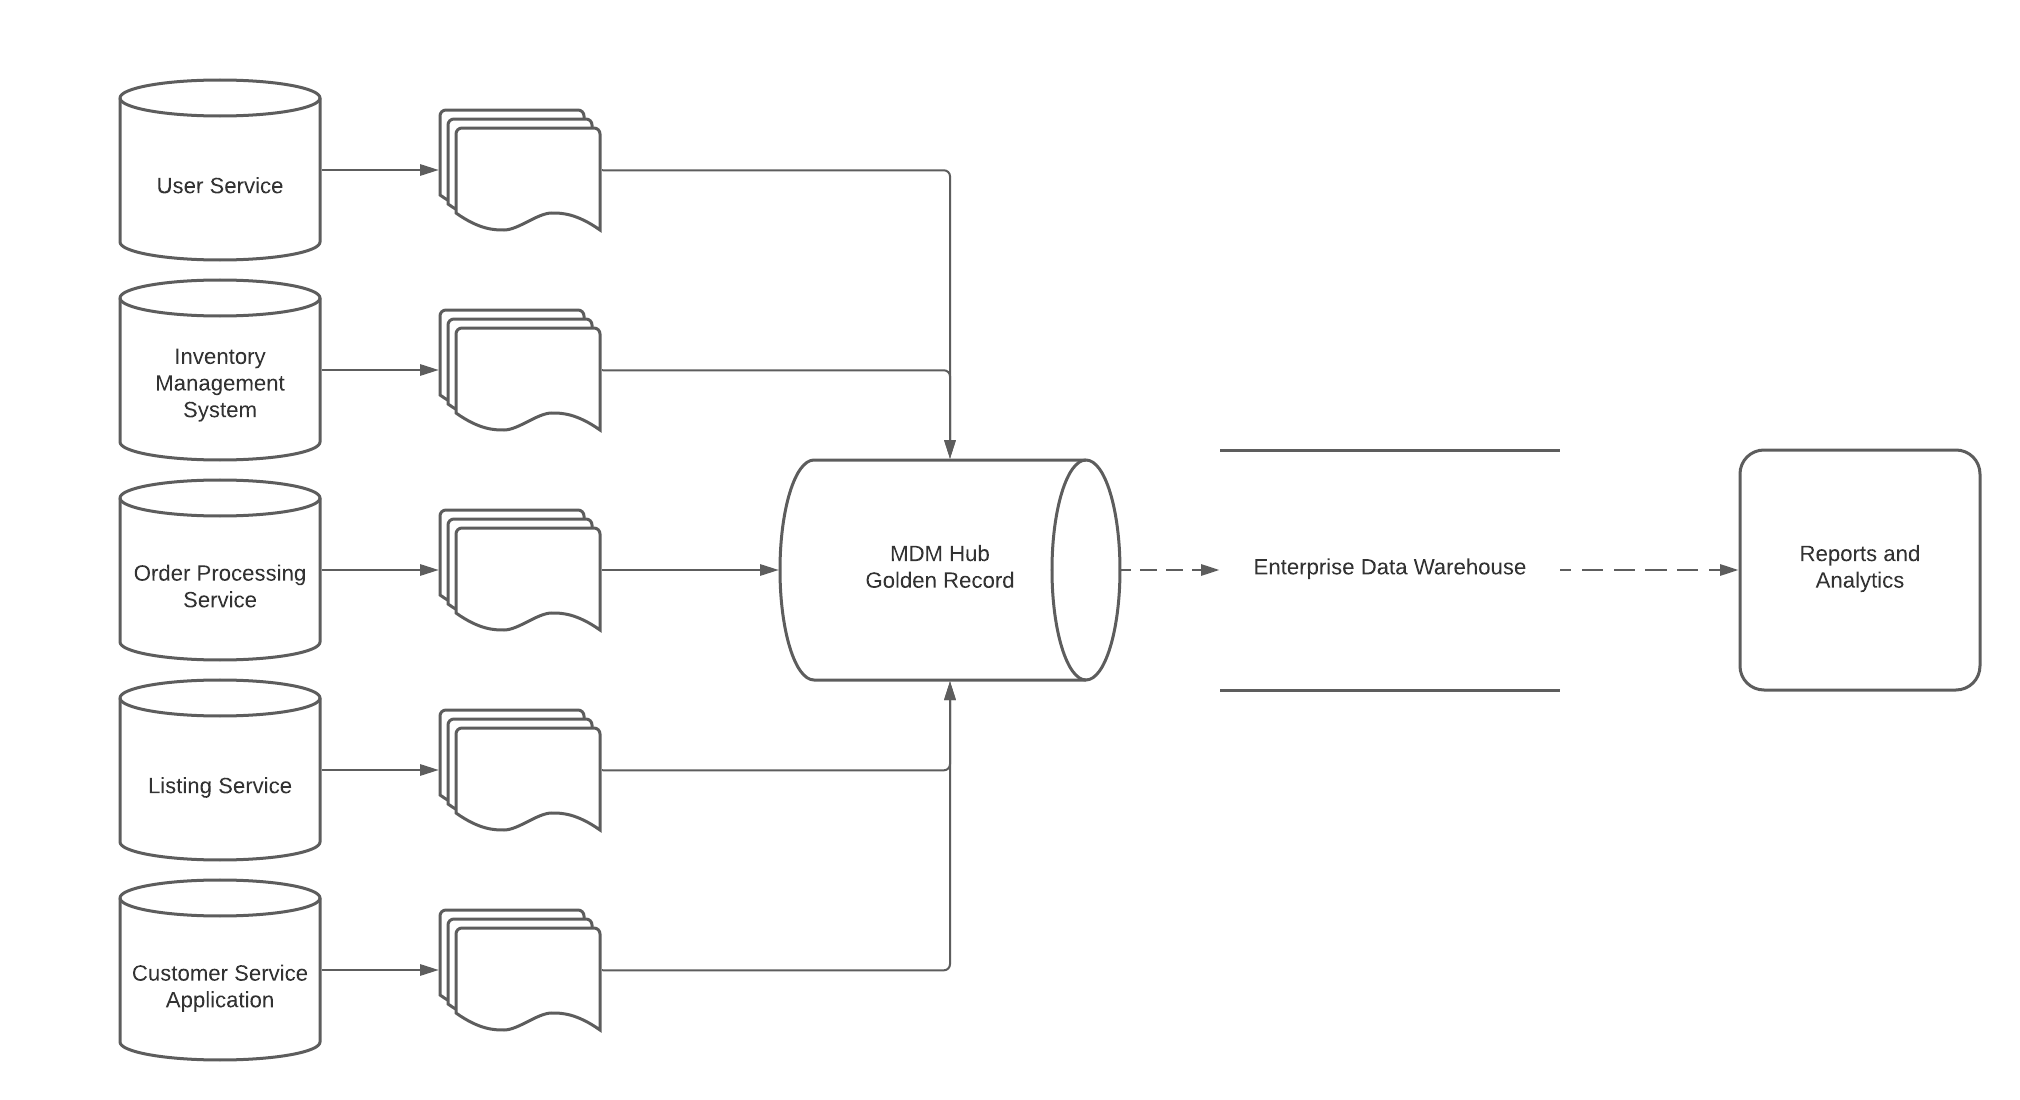 User Service
Inventory
Management
System
Order Processing
Service
Listing Service
Customer Service
Application
MDM Hub
Golden Record
Enterprise Data Warehouse
Reports and
Analytics